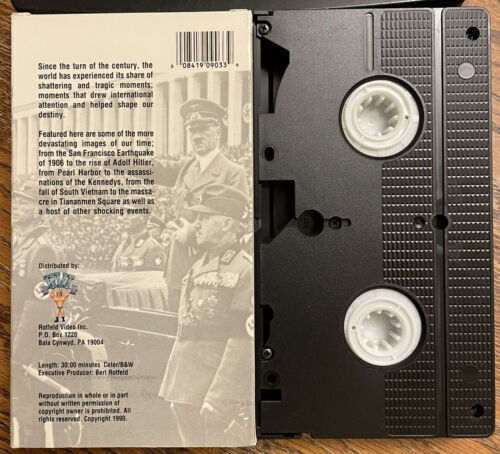 0 08419 09033 9
Since the turn of the century, the
world has experienced its share of
shattering and tragic moments;
moments that drew international
attention and helped shape our
destiny.
Featured here are some of the more
devastating images of our time;
from the San Francisco Earthquake
of 1906 to the rise of Adolf Hitler,
from Pearl Harbor to the assassi-
nations of the Kennedys, from the
fall of South Vietnam to the massa-
cre in Tiananmen Square as well as
a host of other shocking events.
Distributed by:
Rotfeld Video Inc.
P.O. Box 1220
Bala Cynwyd, PA 19004
Length: 30:00 minutes Color/B&W
Executive Producer: Berl Rotfeld
Reproduction in whole or in part
without written permission of
copyright owner is prohibited. All
rights reserved. Copyright 1990.